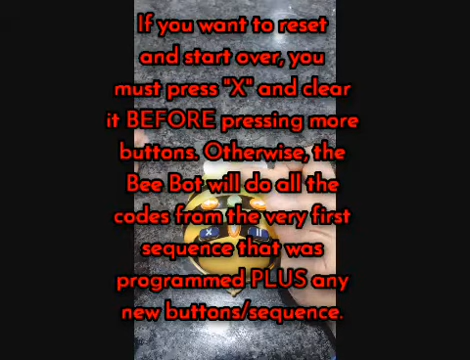 If you want to reset
and start over, you
must press "X" and clear
it BEFORE pressing more
buttons. Otherwise, the
Bee Bot will do all the
codes from the very first
sequence that was
programmed PLUS any
new buttons/sequence.
X